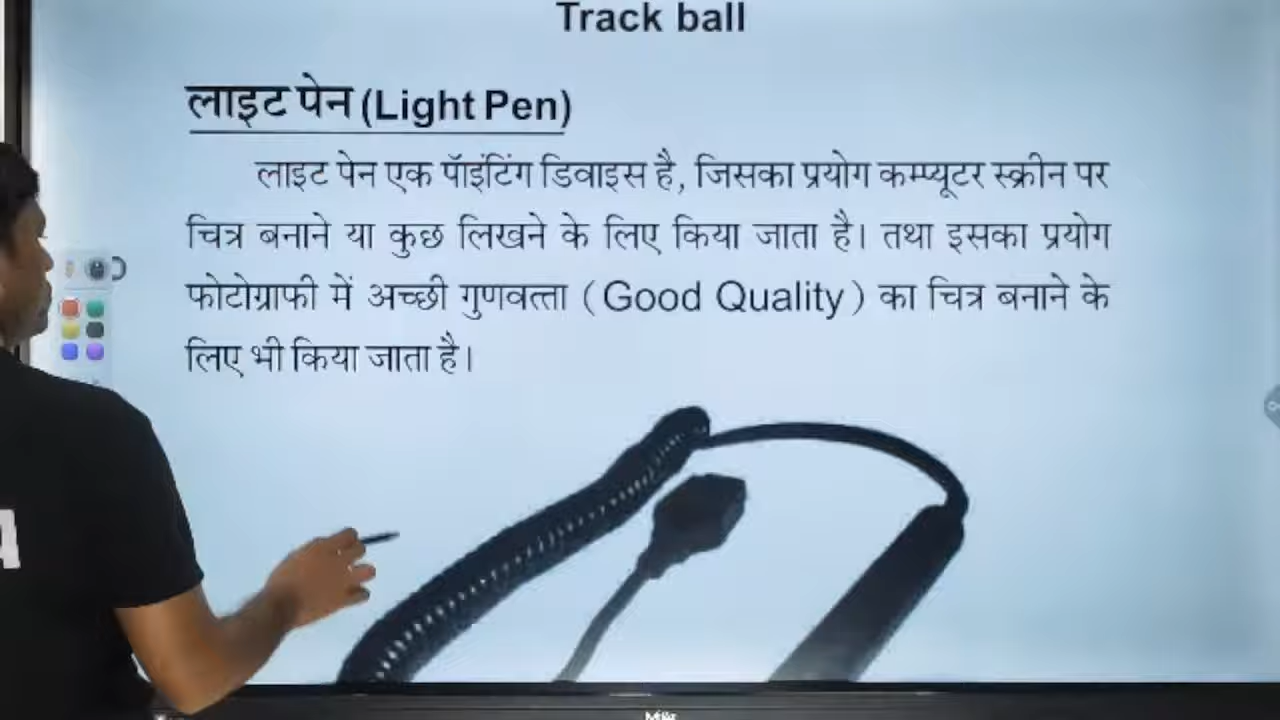 Track ball
लाइट पेन (Light Pen)
लाइट पेन एक पॉइंटिंग डिवाइस है, जिसका प्रयोग कम्प्यूटर स्क्रीन पर
चित्र बनाने या कुछ लिखने के लिए किया जाता है। तथा इसका प्रयोग
फोटोग्राफी में अच्छी गुणवत्ता (Good Quality) का चित्र बनाने के
लिए भी किया जाता है।